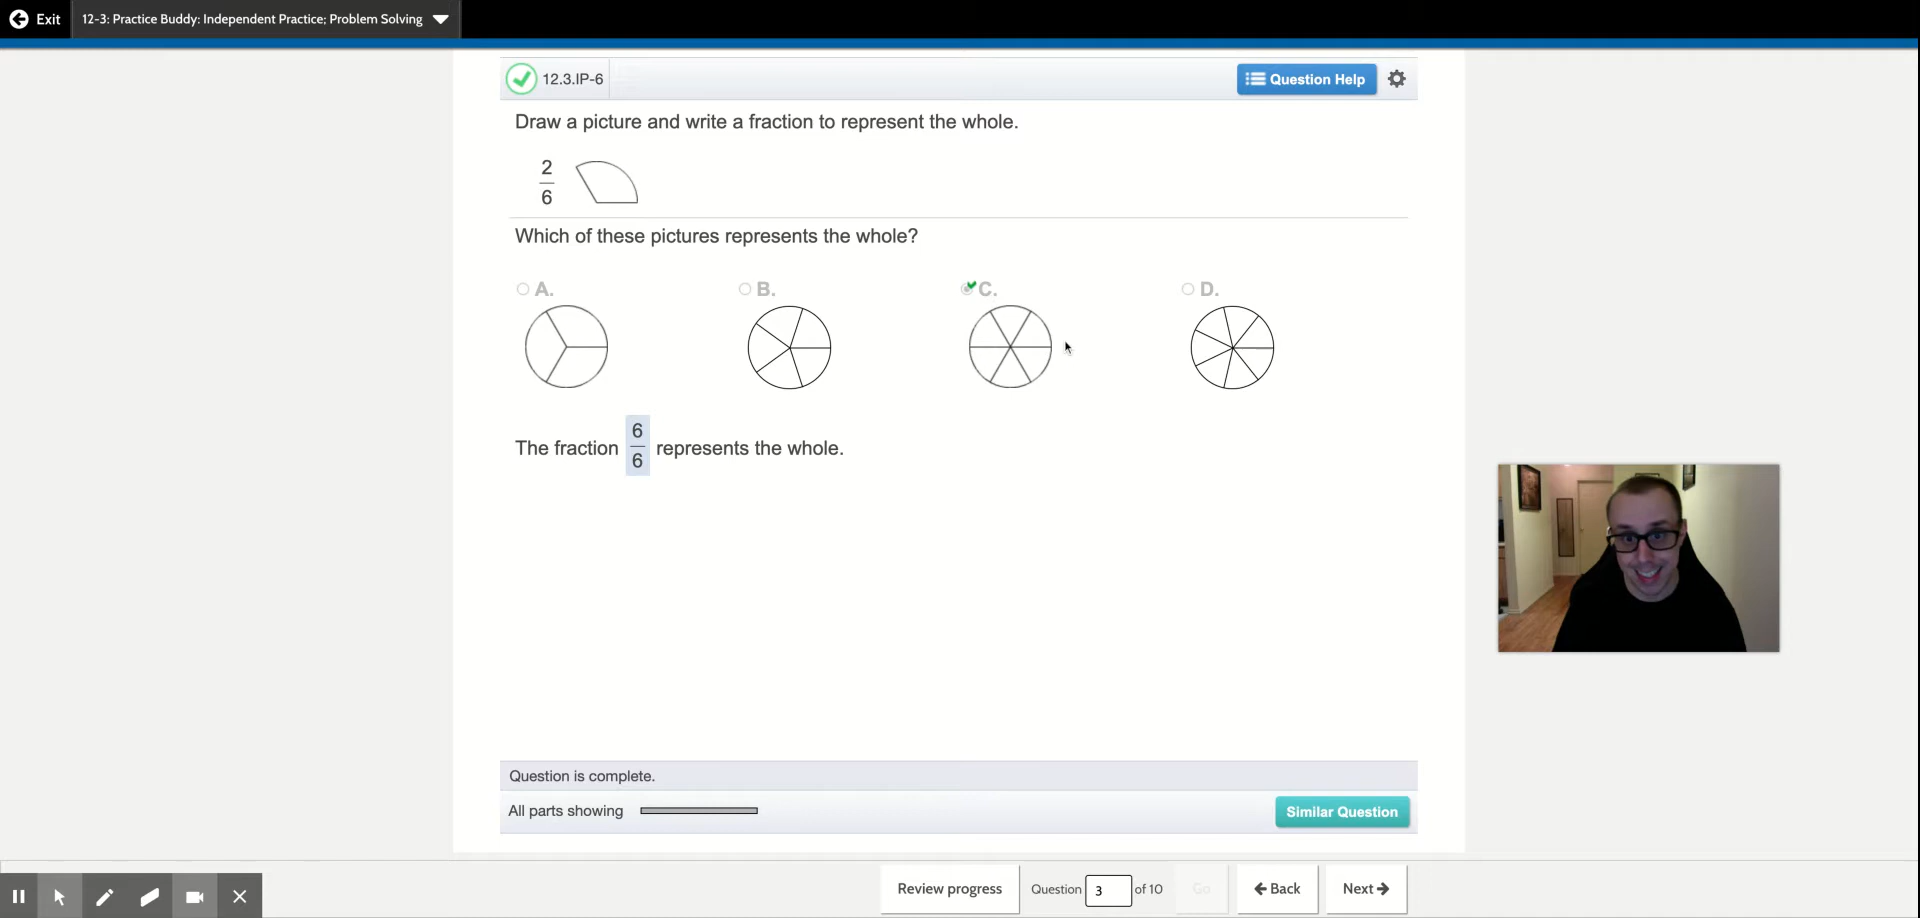 Exit
12-3: Practice Buddy: Independent Practice; Problem Solving
12.3.IP-6
Question Help
Draw a picture and write a fraction to represent the whole.
2
6
Which of these pictures represents the whole?
A. B. C. D.
The fraction 6/6 represents the whole.
Question is complete.
All parts showing
Similar Question
Review progress Question 3 of 10 Go Back Next